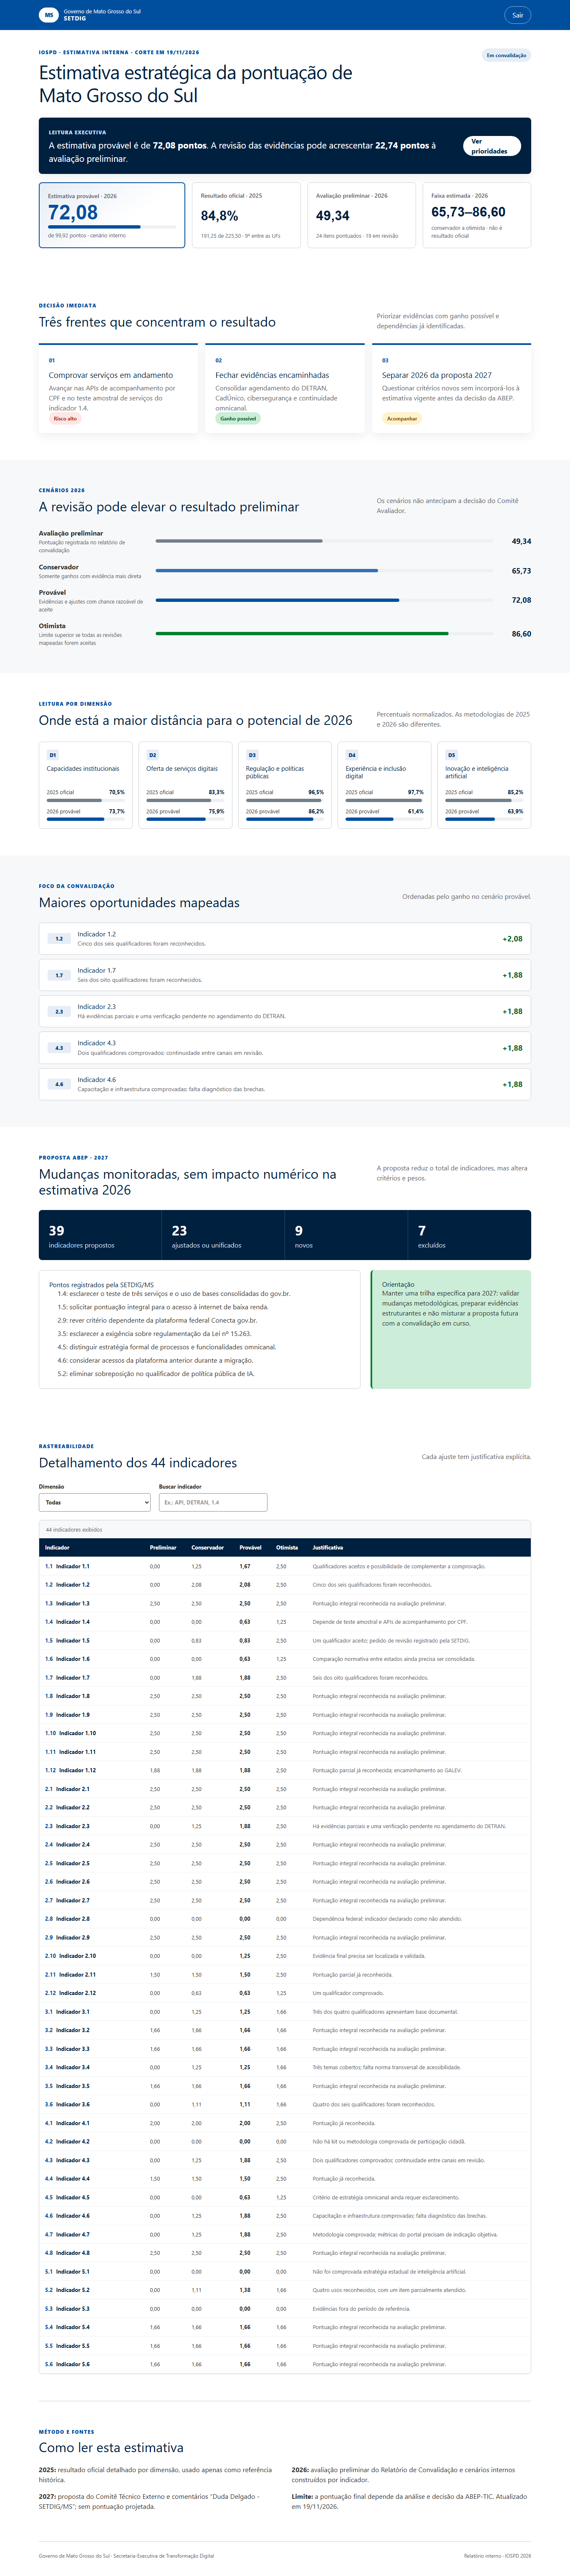 MS
Governo de Mato Grosso do Sul
SETDIG
Sair
IOSPD · ESTIMATIVA INTERNA · CORTE EM 19/11/2026
Em convalidação
Estimativa estratégica da pontuação de
Mato Grosso do Sul
LEITURA EXECUTIVA
A estimativa provável é de 72,08 pontos. A revisão das evidências pode acrescentar 22,74 pontos à
avaliação preliminar.
Ver
prioridades
Estimativa provável · 2026
72,08
de 99,92 pontos · cenário interno
Resultado oficial · 2025
84,8%
191,25 de 225,50 · 9º entre as UFs
Avaliação preliminar · 2026
49,34
24 itens pontuados · 19 em revisão
Faixa estimada · 2026
65,73–86,60
conservador a otimista · não é
resultado oficial
DECISÃO IMEDIATA
Três frentes que concentram o resultado
Priorizar evidências com ganho possível e
dependências já identificadas.
01
Comprovar serviços em andamento
Avançar nas APIs de acompanhamento por
CPF e no teste amostral de serviços do
indicador 1.4.
Risco alto
02
Fechar evidências encaminhadas
Consolidar agendamento do DETRAN,
CadÚnico, cibersegurança e continuidade
omnicanal.
Ganho possível
03
Separar 2026 da proposta 2027
Questionar critérios novos sem incorporá-los à
estimativa vigente antes da decisão da ABEP.
Acompanhar
CENÁRIOS 2026
A revisão pode elevar o resultado preliminar
Os cenários não antecipam a decisão do Comitê
Avaliador.
Avaliação preliminar
Pontuação registrada no relatório de
convalidação
49,34
Conservador
Somente ganhos com evidência mais direta
65,73
Provável
Evidências e ajustes com chance razoável de
aceite
72,08
Otimista
Limite superior se todas as revisões
mapeadas forem aceitas
86,60
LEITURA POR DIMENSÃO
Onde está a maior distância para o potencial de 2026
Percentuais normalizados. As metodologias de 2025
e 2026 são diferentes.
D1
Capacidades institucionais
2025 oficial 70,5%
2026 provável 73,7%
D2
Oferta de serviços digitais
2025 oficial 83,3%
2026 provável 75,9%
D3
Regulação e políticas
públicas
2025 oficial 96,5%
2026 provável 86,2%
D4
Experiência e inclusão
digital
2025 oficial 97,7%
2026 provável 61,4%
D5
Inovação e inteligência
artificial
2025 oficial 85,2%
2026 provável 63,9%
FOCO DA CONVALIDAÇÃO
Maiores oportunidades mapeadas
Ordenadas pelo ganho no cenário provável.
1.2 Indicador 1.2
Cinco dos seis qualificadores foram reconhecidos.
+2,08
1.7 Indicador 1.7
Seis dos oito qualificadores foram reconhecidos.
+1,88
2.3 Indicador 2.3
Há evidências parciais e uma verificação pendente no agendamento do DETRAN.
+1,88
4.3 Indicador 4.3
Dois qualificadores comprovados; continuidade entre canais em revisão.
+1,88
4.6 Indicador 4.6
Capacitação e infraestrutura comprovadas; falta diagnóstico das brechas.
+1,88
PROPOSTA ABEP · 2027
Mudanças monitoradas, sem impacto numérico na
estimativa 2026
A proposta reduz o total de indicadores, mas altera
critérios e pesos.
39
indicadores propostos
23
ajustados ou unificados
9
novos
7
excluídos
Pontos registrados pela SETDIG/MS
1.4: esclarecer o teste de três serviços e o uso de bases consolidadas do gov.br.
1.5: solicitar pontuação integral para o acesso à internet de baixa renda.
2.9: rever critério dependente da plataforma federal Conecta gov.br.
3.5: esclarecer a exigência sobre regulamentação da Lei nº 15.263.
4.5: distinguir estratégia formal de processos e funcionalidades omnicanal.
4.6: considerar acessos da plataforma anterior durante a migração.
5.2: eliminar sobreposição no qualificador de política pública de IA.
Orientação
Manter uma trilha específica para 2027: validar
mudanças metodológicas, preparar evidências
estruturantes e não misturar a proposta futura
com a convalidação em curso.
RASTREABILIDADE
Detalhamento dos 44 indicadores
Cada ajuste tem justificativa explícita.
Dimensão
Todas
Buscar indicador
Ex.: API, DETRAN, 1.4
44 indicadores exibidos
Indicador Preliminar Conservador Provável Otimista Justificativa
1.1 Indicador 1.1 0,00 1,25 1,67 2,50 Qualificadores aceitos e possibilidade de complementar a comprovação.
1.2 Indicador 1.2 0,00 2,08 2,08 2,50 Cinco dos seis qualificadores foram reconhecidos.
1.3 Indicador 1.3 2,50 2,50 2,50 2,50 Pontuação integral reconhecida na avaliação preliminar.
1.4 Indicador 1.4 0,00 0,00 0,63 1,25 Depende de teste amostral e APIs de acompanhamento por CPF.
1.5 Indicador 1.5 0,00 0,83 0,83 2,50 Um qualificador aceito; pedido de revisão registrado pela SETDIG.
1.6 Indicador 1.6 0,00 0,00 0,63 1,25 Comparação normativa entre estados ainda precisa ser consolidada.
1.7 Indicador 1.7 0,00 1,88 1,88 2,50 Seis dos oito qualificadores foram reconhecidos.
1.8 Indicador 1.8 2,50 2,50 2,50 2,50 Pontuação integral reconhecida na avaliação preliminar.
1.9 Indicador 1.9 2,50 2,50 2,50 2,50 Pontuação integral reconhecida na avaliação preliminar.
1.10 Indicador 1.10 2,50 2,50 2,50 2,50 Pontuação integral reconhecida na avaliação preliminar.
1.11 Indicador 1.11 2,50 2,50 2,50 2,50 Pontuação integral reconhecida na avaliação preliminar.
1.12 Indicador 1.12 1,88 1,88 1,88 2,50 Pontuação parcial já reconhecida; encaminhamento ao GALEV.
2.1 Indicador 2.1 2,50 2,50 2,50 2,50 Pontuação integral reconhecida na avaliação preliminar.
2.2 Indicador 2.2 2,50 2,50 2,50 2,50 Pontuação integral reconhecida na avaliação preliminar.
2.3 Indicador 2.3 0,00 1,25 1,88 2,50 Há evidências parciais e uma verificação pendente no agendamento do DETRAN.
2.4 Indicador 2.4 2,50 2,50 2,50 2,50 Pontuação integral reconhecida na avaliação preliminar.
2.5 Indicador 2.5 2,50 2,50 2,50 2,50 Pontuação integral reconhecida na avaliação preliminar.
2.6 Indicador 2.6 2,50 2,50 2,50 2,50 Pontuação integral reconhecida na avaliação preliminar.
2.7 Indicador 2.7 2,50 2,50 2,50 2,50 Pontuação integral reconhecida na avaliação preliminar.
2.8 Indicador 2.8 0,00 0,00 0,00 0,00 Dependência federal; indicador declarado como não atendido.
2.9 Indicador 2.9 2,50 2,50 2,50 2,50 Pontuação integral reconhecida na avaliação preliminar.
2.10 Indicador 2.10 0,00 0,00 1,25 2,50 Evidência final precisa ser localizada e validada.
2.11 Indicador 2.11 1,50 1,50 1,50 2,50 Pontuação parcial já reconhecida.
2.12 Indicador 2.12 0,00 0,63 0,63 1,25 Um qualificador comprovado.
3.1 Indicador 3.1 0,00 1,25 1,25 1,66 Três dos quatro qualificadores apresentam base documental.
3.2 Indicador 3.2 1,66 1,66 1,66 1,66 Pontuação integral reconhecida na avaliação preliminar.
3.3 Indicador 3.3 1,66 1,66 1,66 1,66 Pontuação integral reconhecida na avaliação preliminar.
3.4 Indicador 3.4 0,00 1,25 1,25 1,66 Três temas cobertos; falta norma transversal de acessibilidade.
3.5 Indicador 3.5 1,66 1,66 1,66 1,66 Pontuação integral reconhecida na avaliação preliminar.
3.6 Indicador 3.6 0,00 1,11 1,11 1,66 Quatro dos seis qualificadores foram reconhecidos.
4.1 Indicador 4.1 2,00 2,00 2,00 2,50 Pontuação já reconhecida.
4.2 Indicador 4.2 0,00 0,00 0,00 0,00 Não há kit ou metodologia comprovada de participação cidadã.
4.3 Indicador 4.3 0,00 1,25 1,88 2,50 Dois qualificadores comprovados; continuidade entre canais em revisão.
4.4 Indicador 4.4 1,50 1,50 1,50 2,50 Pontuação já reconhecida.
4.5 Indicador 4.5 0,00 0,00 0,63 1,25 Critério de estratégia omnicanal ainda requer esclarecimento.
4.6 Indicador 4.6 0,00 1,25 1,88 2,50 Capacitação e infraestrutura comprovadas; falta diagnóstico das brechas.
4.7 Indicador 4.7 0,00 1,25 1,88 2,50 Metodologia comprovada; métricas do portal precisam de indicação objetiva.
4.8 Indicador 4.8 2,50 2,50 2,50 2,50 Pontuação integral reconhecida na avaliação preliminar.
5.1 Indicador 5.1 0,00 0,00 0,00 0,00 Não foi comprovada estratégia estadual de inteligência artificial.
5.2 Indicador 5.2 0,00 1,11 1,38 1,66 Quatro usos reconhecidos, com um item parcialmente atendido.
5.3 Indicador 5.3 0,00 0,00 0,00 0,00 Evidências fora do período de referência.
5.4 Indicador 5.4 1,66 1,66 1,66 1,66 Pontuação integral reconhecida na avaliação preliminar.
5.5 Indicador 5.5 1,66 1,66 1,66 1,66 Pontuação integral reconhecida na avaliação preliminar.
5.6 Indicador 5.6 1,66 1,66 1,66 1,66 Pontuação integral reconhecida na avaliação preliminar.
MÉTODO E FONTES
Como ler esta estimativa
2025: resultado oficial detalhado por dimensão, usado apenas como referência
histórica.
2026: avaliação preliminar do Relatório de Convalidação e cenários internos
construídos por indicador.
2027: proposta do Comitê Técnico Externo e comentários "Duda Delgado -
SETDIG/MS"; sem pontuação projetada.
Limite: a pontuação final depende da análise e decisão da ABEP-TIC. Atualizado
em 19/11/2026.
Governo de Mato Grosso do Sul · Secretaria-Executiva de Transformação Digital
Relatório interno · IOSPD 2026